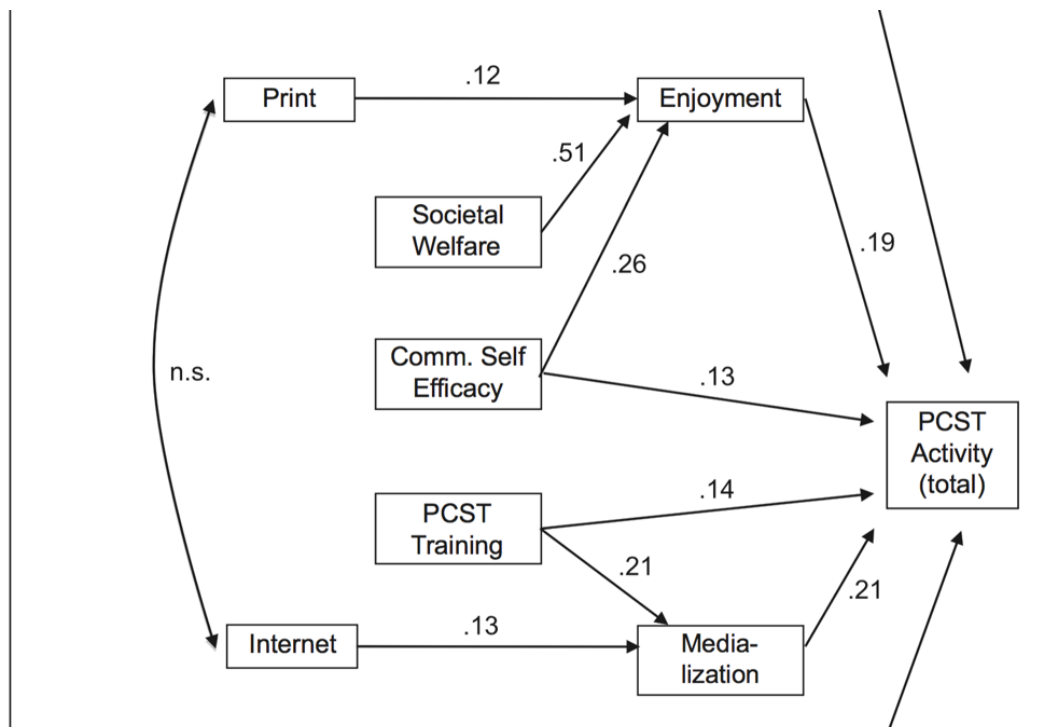 .12
Print
Enjoyment
.51
Societal
Welfare
.26
.19
n.s.
Comm. Self
Efficacy
.13
PCST
Activity
(total)
.14
PCST
Training
.21
.21
.13
Internet
Media-
lization